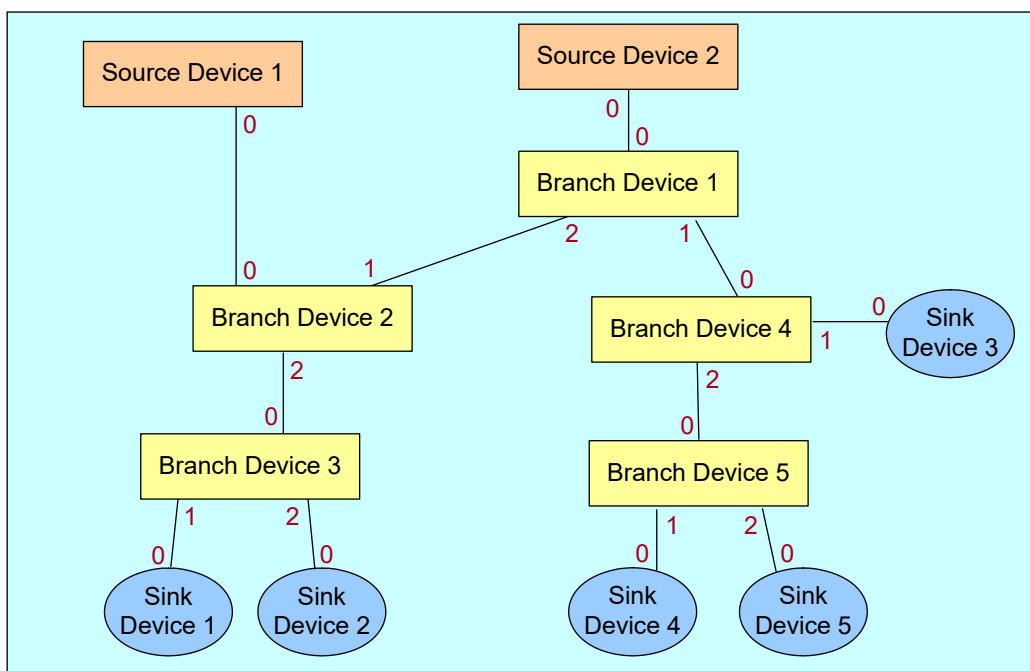 Source Device 1
Source Device 2
0
0
0
Branch Device 1
2
1
0
1
0
0
Branch Device 2
Branch Device 4
1
Sink
Device 3
2
2
0
0
Branch Device 3
Branch Device 5
1
2
1
2
0
0
0
0
Sink
Device 1
Sink
Device 2
Sink
Device 4
Sink
Device 5